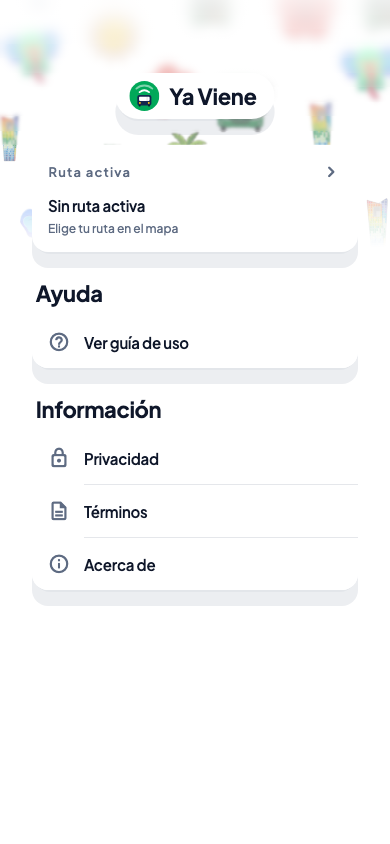 Ya Viene
Ruta activa
Sin ruta activa
Elige tu ruta en el mapa
Ayuda
Ver guía de uso
Información
Privacidad
Términos
Acerca de